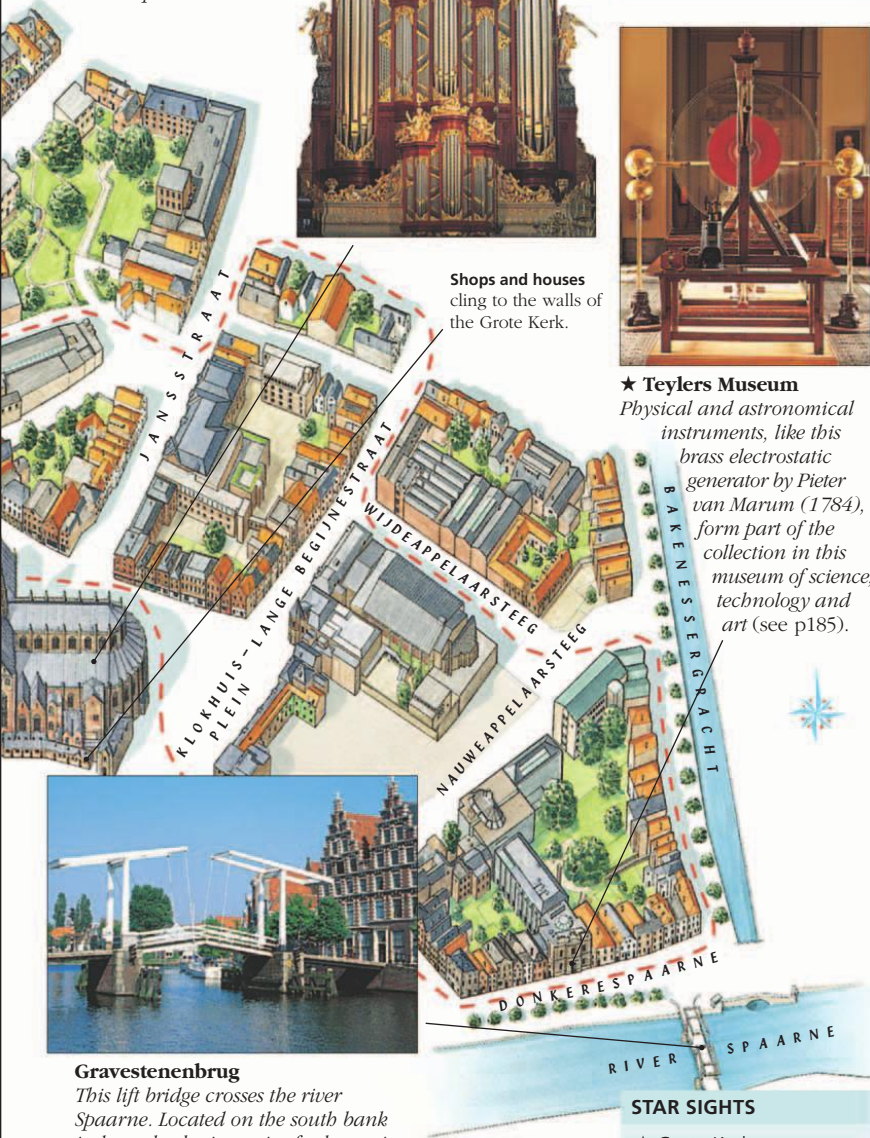 Shops and houses
cling to the walls of
the Grote Kerk.
★ Teylers Museum
Physical and astronomical
instruments, like this
brass electrostatic
generator by Pieter
van Marum (1784),
form part of the
collection in this
museum of science,
technology and
art (see p185).
JANSSTRAAT
KLOKHUIS-
PLEIN
LANGE BEGIJNESTRAAT
WIJDEAPPELAARSTEEG
NAUWEAPPELAARSTEEG
BAKENESSERGRACHT
DONKERESPAARNE
RIVER SPAARNE
Gravestenenbrug
This lift bridge crosses the river
Spaarne. Located on the south bank
STAR SIGHTS